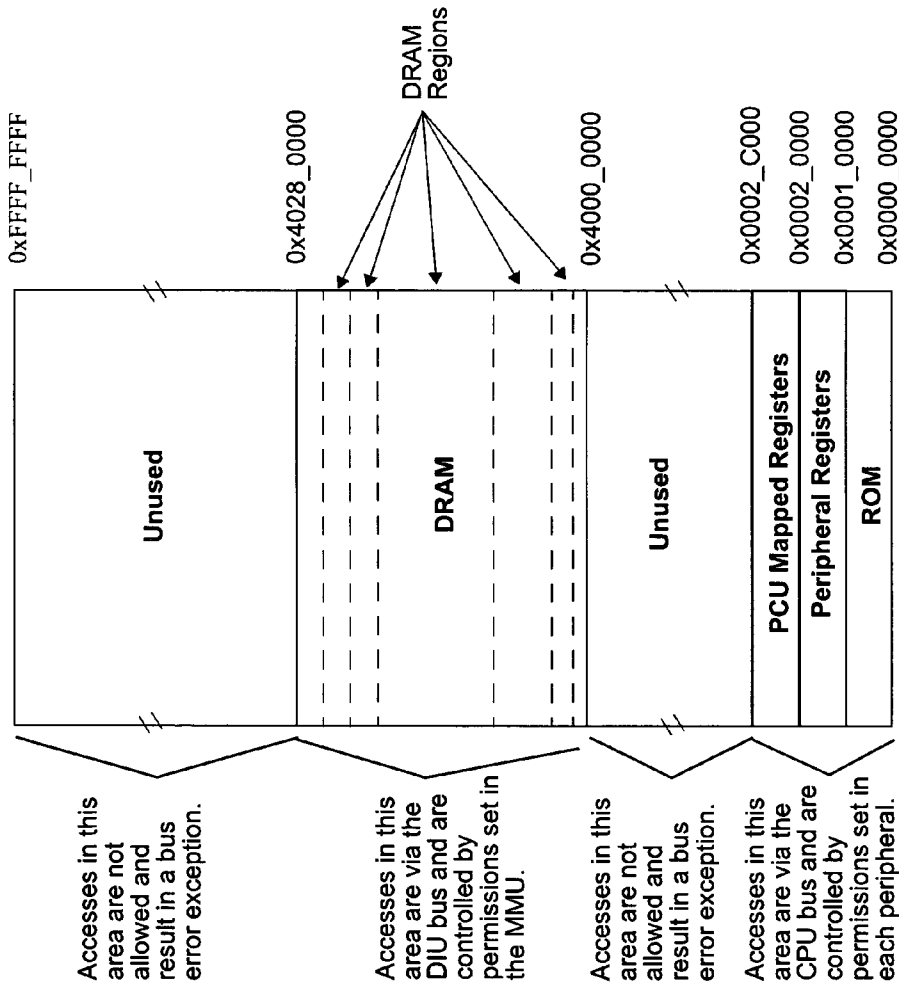 0xFFFF_FFFF
0x4028_0000
DRAM
Regions
0x4000_0000
0x0002_C000
0x0002_0000
0x0001_0000
0x0000_0000
Unused
DRAM
Unused
PCU Mapped Registers
Peripheral Registers
ROM
Accesses in this
area are not
allowed and
result in a bus
error exception.
Accesses in this
area are via the
DIU bus and are
controlled by
permissions set in
the MMU.
Accesses in this
area are not
allowed and
result in a bus
error exception.
Accesses in this
area are via the
CPU bus and are
controlled by
permissions set in
each peripheral.